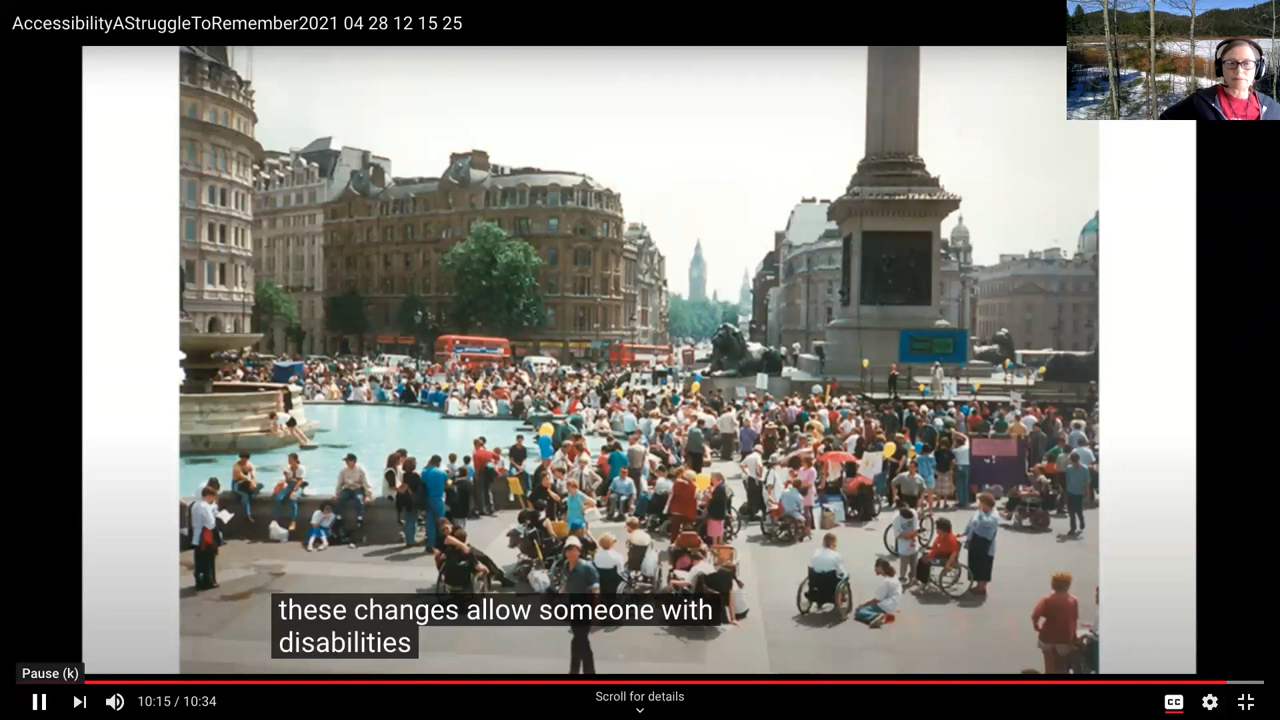 AccessibilityAStruggleToRemember2021 04 28 12 15 25
these changes allow someone with
disabilities
Pause (k)
10:15 / 10:34
Scroll for details
CC